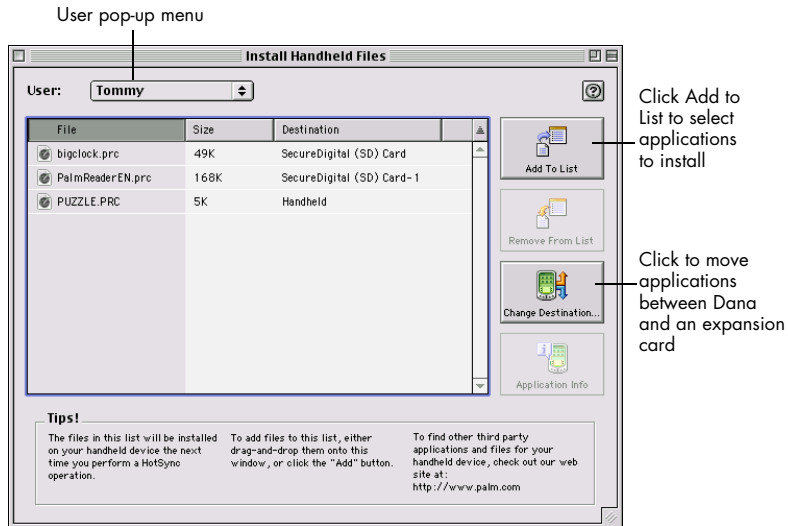 User pop-up menu
Install Handheld Files
User: Tommy
File Size Destination
bigclock.prc 49K SecureDigital (SD) Card
PalmReaderEN.prc 168K SecureDigital (SD) Card-1
PUZZLE.PRC 5K Handheld
Add To List
Remove From List
Change Destination...
Application Info
Click Add to
List to select
applications
to install
Click to move
applications
between Dana
and an expansion
card
Tips!
The files in this list will be installed
on your handheld device the next
time you perform a HotSync
operation.
To add files to this list, either
drag-and-drop them onto this
window, or click the "Add" button.
To find other third party
applications and files for your
handheld device, check out our web
site at:
http://www.palm.com